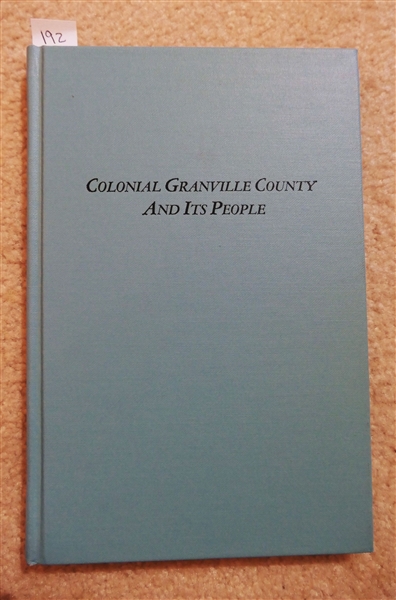 192
COLONIAL GRANVILLE COUNTY
AND ITS PEOPLE